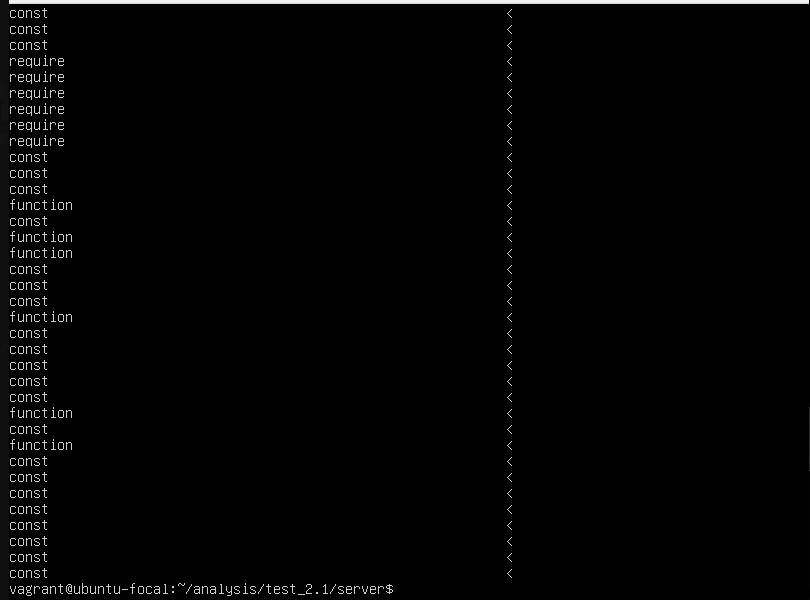 const <
const <
const <
require <
require <
require <
require <
require <
require <
const <
const <
const <
function <
const <
function <
function <
const <
const <
const <
function <
const <
const <
const <
const <
const <
function <
const <
function <
const <
const <
const <
const <
const <
const <
const <
const <
vagrant@ubuntu-focal:~/analysis/test_2.1/server$